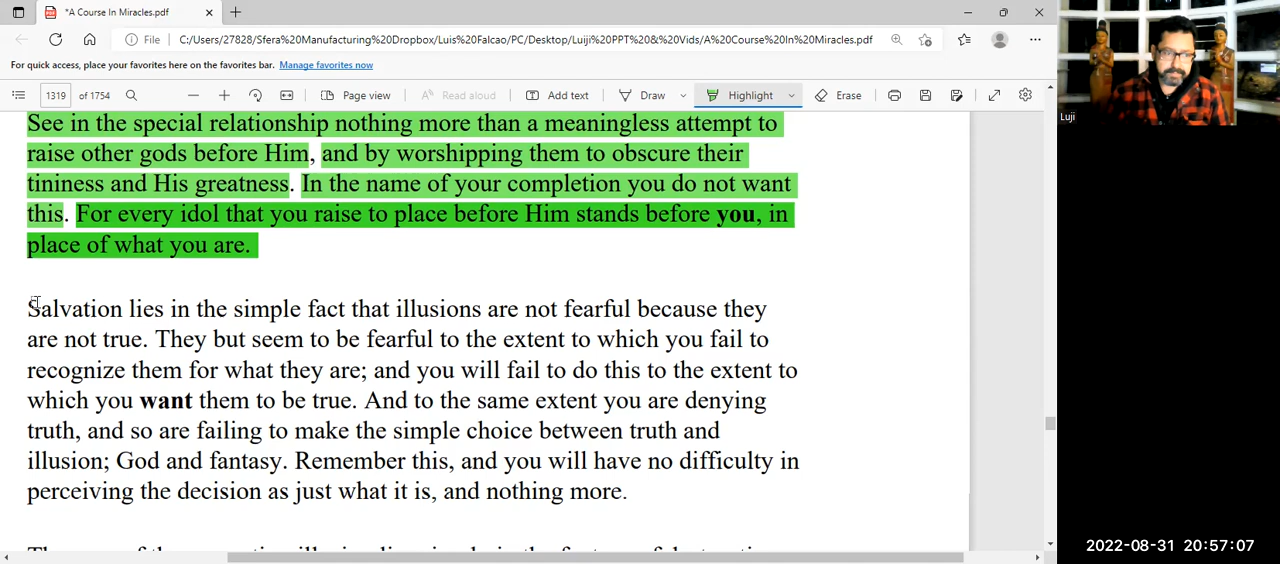 *A Course In Miracles.pdf
File C:/Users/27828/Sfera%20Manufacturing%20Dropbox/Luis%20Falcao/PC/Desktop/Luiji%20PPT%20&%20Vids/A%20Course%20In%20Miracles.pdf
For quick access, place your favorites here on the favorites bar. Manage favorites now
1319 of 1754 Page view Read aloud Add text Draw Highlight Erase
Luji
See in the special relationship nothing more than a meaningless attempt to
raise other gods before Him, and by worshipping them to obscure their
tininess and His greatness. In the name of your completion you do not want
this. For every idol that you raise to place before Him stands before you, in
place of what you are.
Salvation lies in the simple fact that illusions are not fearful because they
are not true. They but seem to be fearful to the extent to which you fail to
recognize them for what they are; and you will fail to do this to the extent to
which you want them to be true. And to the same extent you are denying
truth, and so are failing to make the simple choice between truth and
illusion; God and fantasy. Remember this, and you will have no difficulty in
perceiving the decision as just what it is, and nothing more.
2022-08-31 20:57:07